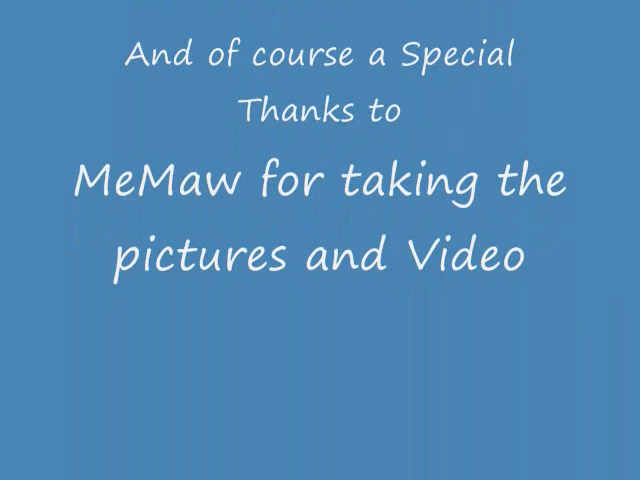 And of course a Special
Thanks to
MeMaw for taking the
pictures and Video